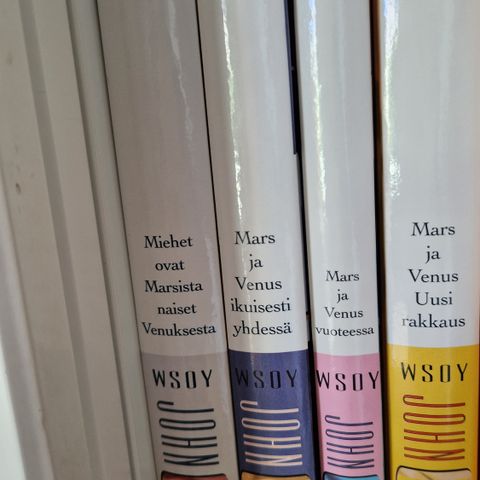 Miehet
ovat
Marsista
naiset
Venuksesta
WSOY
JOHN
Mars
ja
Venus
ikuisesti
yhdessä
WSOY
JOHN
Mars
ja
Venus
vuoteessa
WSOY
JOHN
Mars
ja
Venus
Uusi
rakkaus
WSOY
JOHN